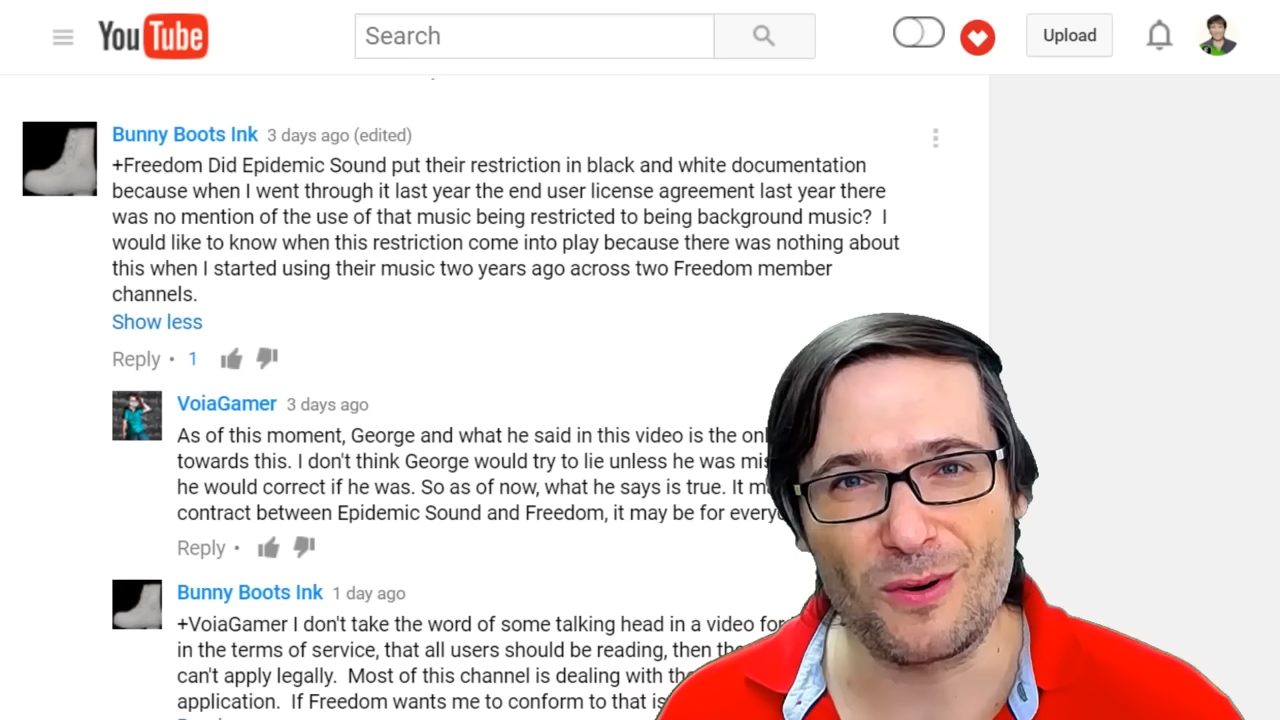 YouTube
Search
Upload
Bunny Boots Ink 3 days ago (edited)
+Freedom Did Epidemic Sound put their restriction in black and white documentation
because when I went through it last year the end user license agreement last year there
was no mention of the use of that music being restricted to being background music?  I
would like to know when this restriction come into play because there was nothing about
this when I started using their music two years ago across two Freedom member
channels.
Show less
Reply • 1
VoiaGamer 3 days ago
As of this moment, George and what he said in this video is the
towards this. I don't think George would try to lie unless he was
he would correct if he was. So as of now, what he says is true. It
contract between Epidemic Sound and Freedom, it may be for
Reply •
Bunny Boots Ink 1 day ago
+VoiaGamer I don't take the word of some talking head in a video
in the terms of service, that all users should be reading, then
can't apply legally.  Most of this channel is dealing with
application.  If Freedom wants me to conform to that